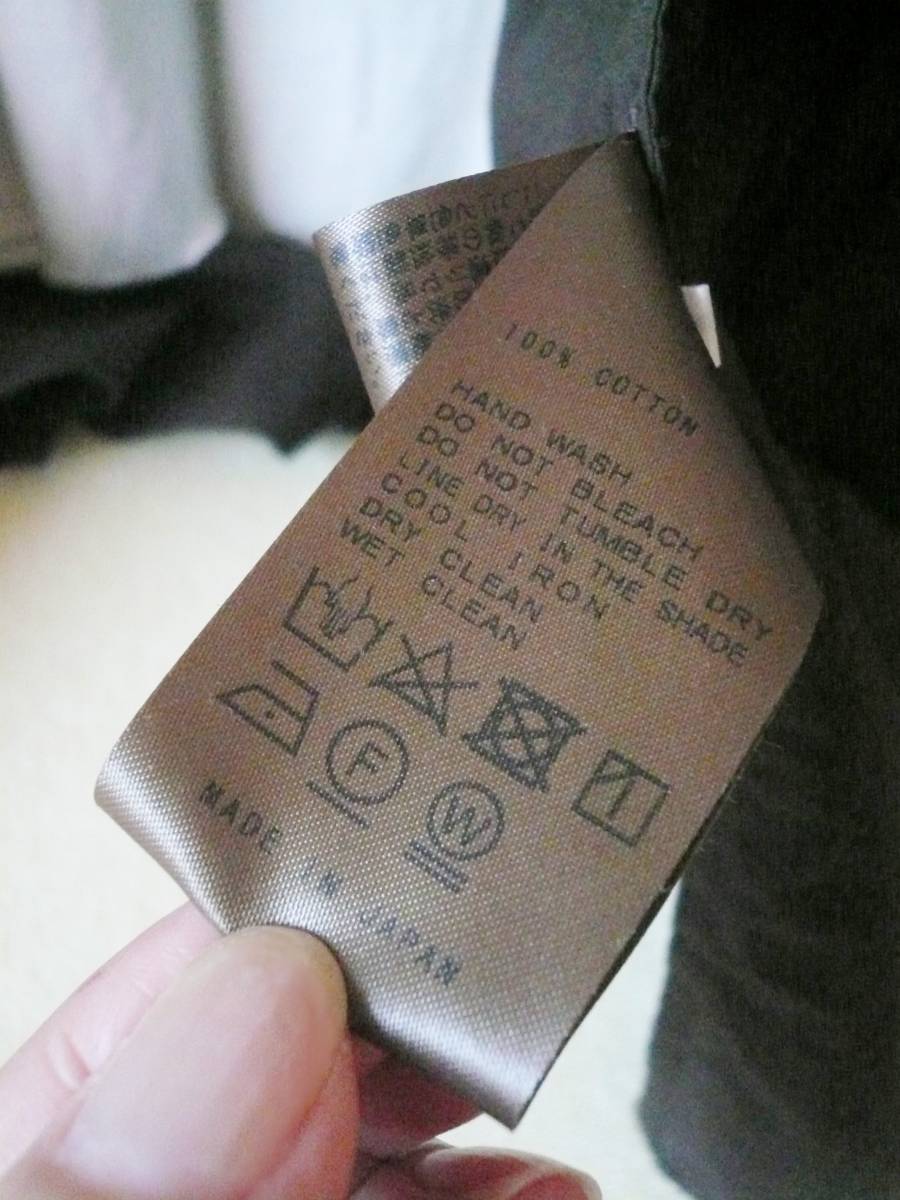 100% COTTON
HAND WASH
DO NOT BLEACH
DO NOT TUMBLE DRY
LINE DRY IN THE SHADE
COOL IRON
DRY CLEAN
WET CLEAN
F
W
MADE IN JAPAN